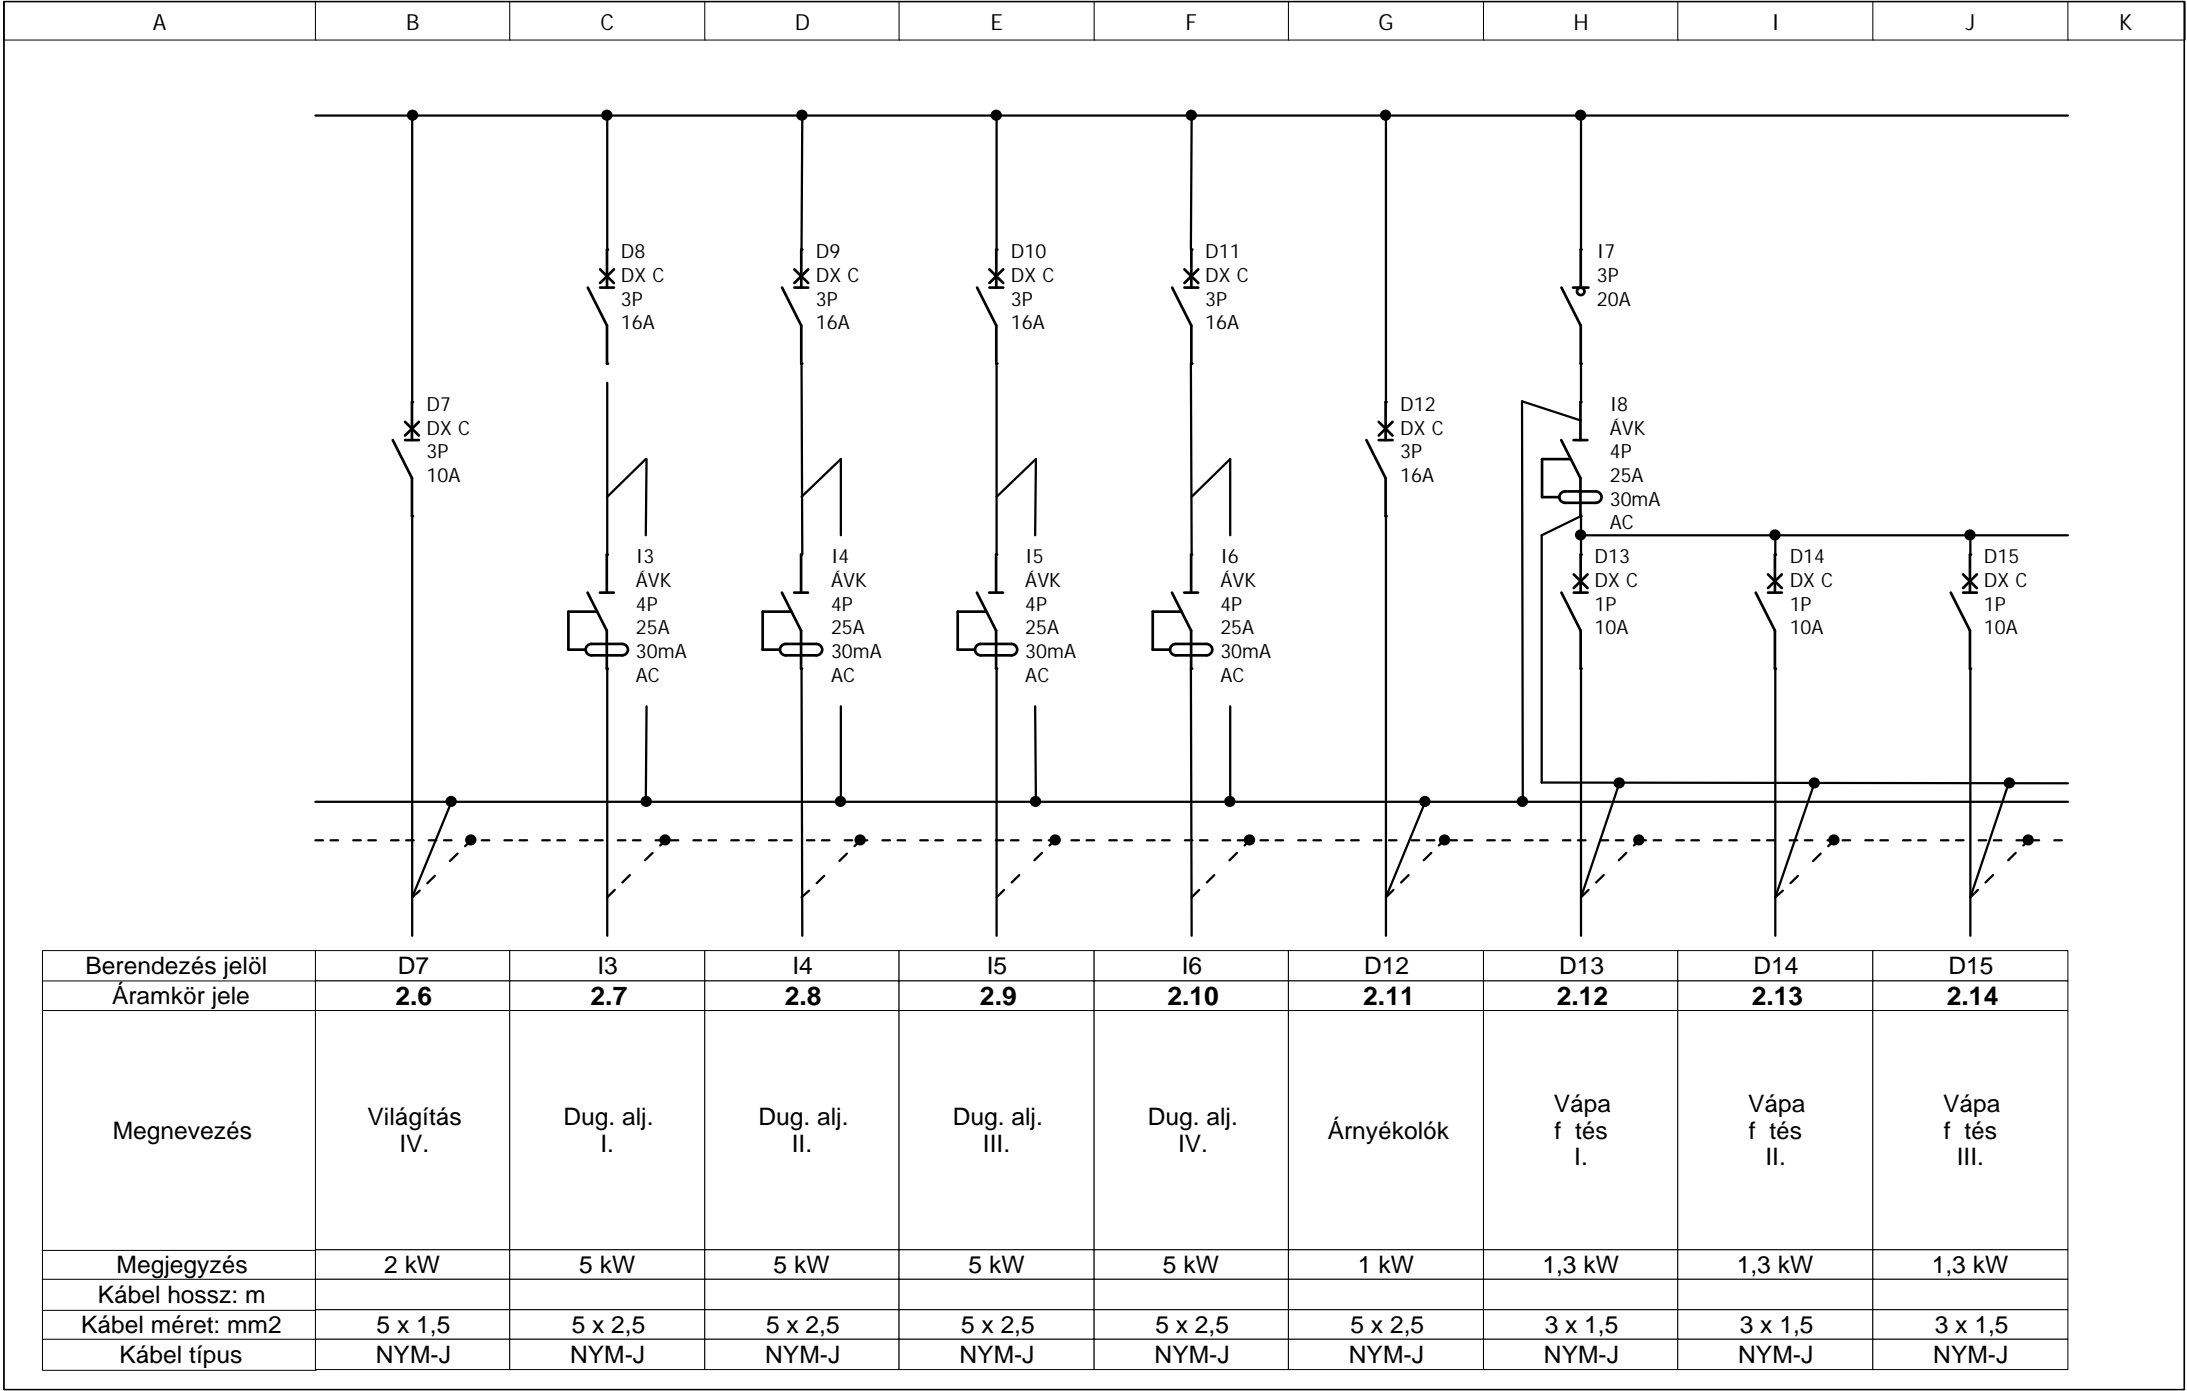 A B C D E F G H I J K
D8
DX C
3P
16A
D9
DX C
3P
16A
D10
DX C
3P
16A
D11
DX C
3P
16A
I7
3P
20A
D7
DX C
3P
10A
D12
DX C
3P
16A
I8
ÁVK
4P
25A
30mA
AC
I3
ÁVK
4P
25A
30mA
AC
I4
ÁVK
4P
25A
30mA
AC
I5
ÁVK
4P
25A
30mA
AC
I6
ÁVK
4P
25A
30mA
AC
D13
DX C
1P
10A
D14
DX C
1P
10A
D15
DX C
1P
10A
Berendezés jelöl D7 I3 I4 I5 I6 D12 D13 D14 D15
Áramkör jele 2.6 2.7 2.8 2.9 2.10 2.11 2.12 2.13 2.14
Megnevezés
Világítás
IV.
Dug. alj.
I.
Dug. alj.
II.
Dug. alj.
III.
Dug. alj.
IV.
Árnyékolók
Vápa
f tés
I.
Vápa
f tés
II.
Vápa
f tés
III.
Megjegyzés 2 kW 5 kW 5 kW 5 kW 5 kW 1 kW 1,3 kW 1,3 kW 1,3 kW
Kábel hossz: m
Kábel méret: mm2 5 x 1,5 5 x 2,5 5 x 2,5 5 x 2,5 5 x 2,5 5 x 2,5 3 x 1,5 3 x 1,5 3 x 1,5
Kábel típus NYM-J NYM-J NYM-J NYM-J NYM-J NYM-J NYM-J NYM-J NYM-J